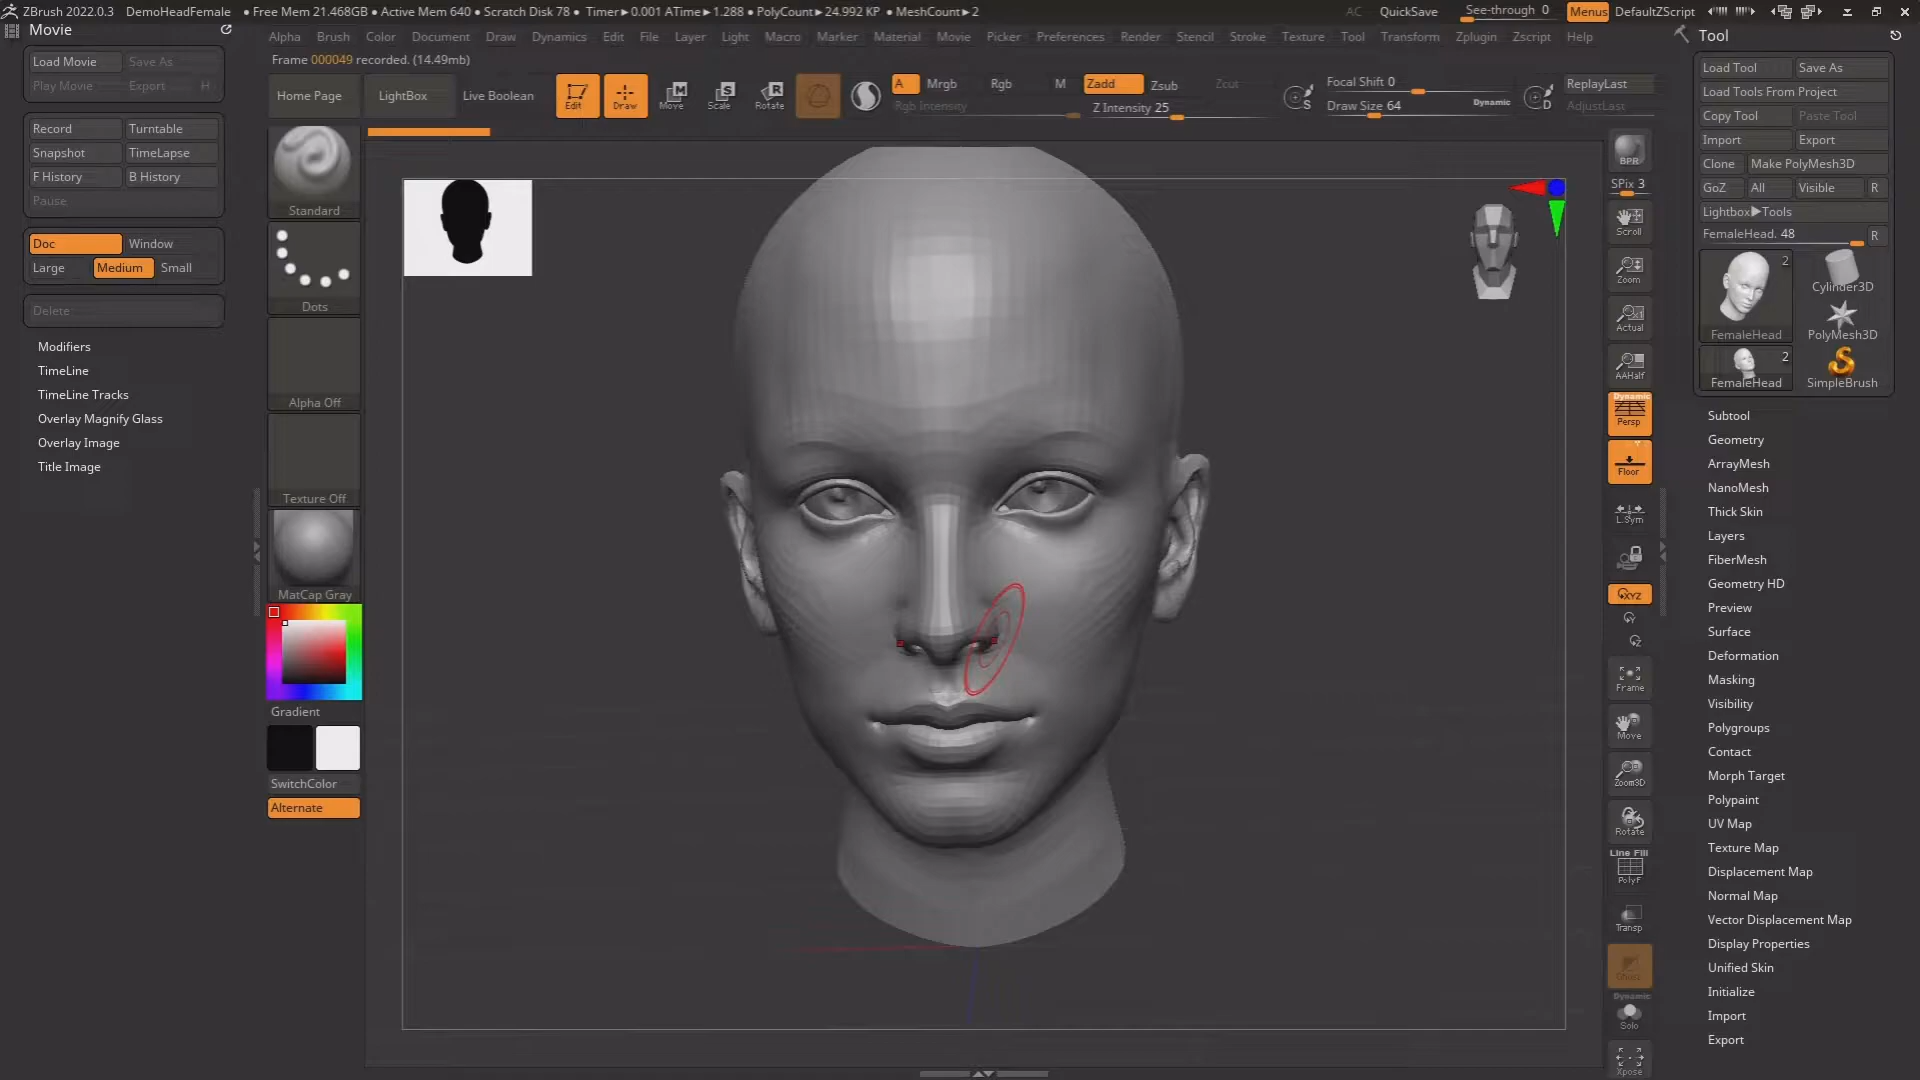 ZBrush 2022.0.3 DemoHeadFemale ● Free Mem 21.468GB ● Active Mem 640 ● Scratch Disk 78 ● Timer►0.001 ATime►1.288 ● PolyCount►24.992 KP ● MeshCount►2 AC QuickSave See-through 0 Menus DefaultZScript
Movie
Alpha Brush Color Document Draw Dynamics Edit File Layer Light Macro Marker Material Movie Picker Preferences Render Stencil Stroke Texture Tool Transform Zplugin Zscript Help
Tool
Frame 000049 recorded. (14.49mb)
Load Movie Save As
Play Movie Export H
Record Turntable
Snapshot TimeLapse
F History B History
Pause
Doc Window
Large Medium Small
Delete
Modifiers
TimeLine
TimeLine Tracks
Overlay Magnify Glass
Overlay Image
Title Image
Home Page LightBox Live Boolean
Edit Draw Move Scale Rotate
M S R
A Mrgb Rgb M Zadd Zsub Zcut
Rgb Intensity Z Intensity 25
S Focal Shift 0
Draw Size 64 Dynamic
D ReplayLast
AdjustLast
Standard
Dots
Alpha Off
Texture Off
MatCap Gray
Gradient
SwitchColor
Alternate
BPR
SPix 3
Scroll
Zoom
Actual
AAHalf
Dynamic
Persp
Floor
L.Sym
XYZ
Y
Z
Frame
Move
Zoom3D
Rotate
Line Fill
PolyF
Transp
Dynamic
Solo
Xpose
Load Tool Save As
Load Tools From Project
Copy Tool Paste Tool
Import Export
Clone Make PolyMesh3D
GoZ All Visible R
Lightbox►Tools
FemaleHead. 48 R
2
FemaleHead Cylinder3D
PolyMesh3D
2
FemaleHead SimpleBrush
Subtool
Geometry
ArrayMesh
NanoMesh
Thick Skin
Layers
FiberMesh
Geometry HD
Preview
Surface
Deformation
Masking
Visibility
Polygroups
Contact
Morph Target
Polypaint
UV Map
Texture Map
Displacement Map
Normal Map
Vector Displacement Map
Display Properties
Unified Skin
Initialize
Import
Export